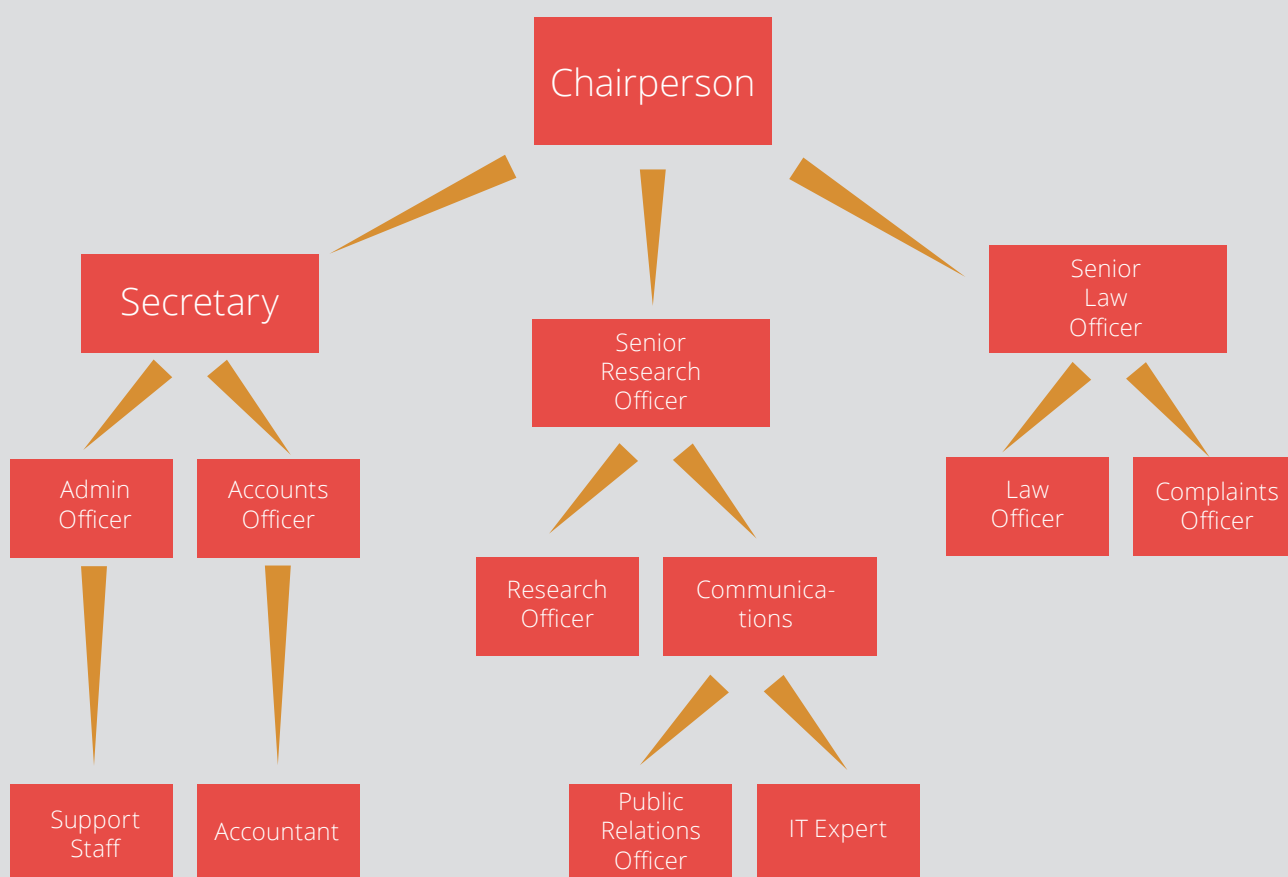 Chairperson
Secretary
Senior
Research
Officer
Senior
Law
Officer
Admin
Officer
Accounts
Officer
Research
Officer
Communica-
tions
Law
Officer
Complaints
Officer
Support
Staff
Accountant
Public
Relations
Officer
IT Expert